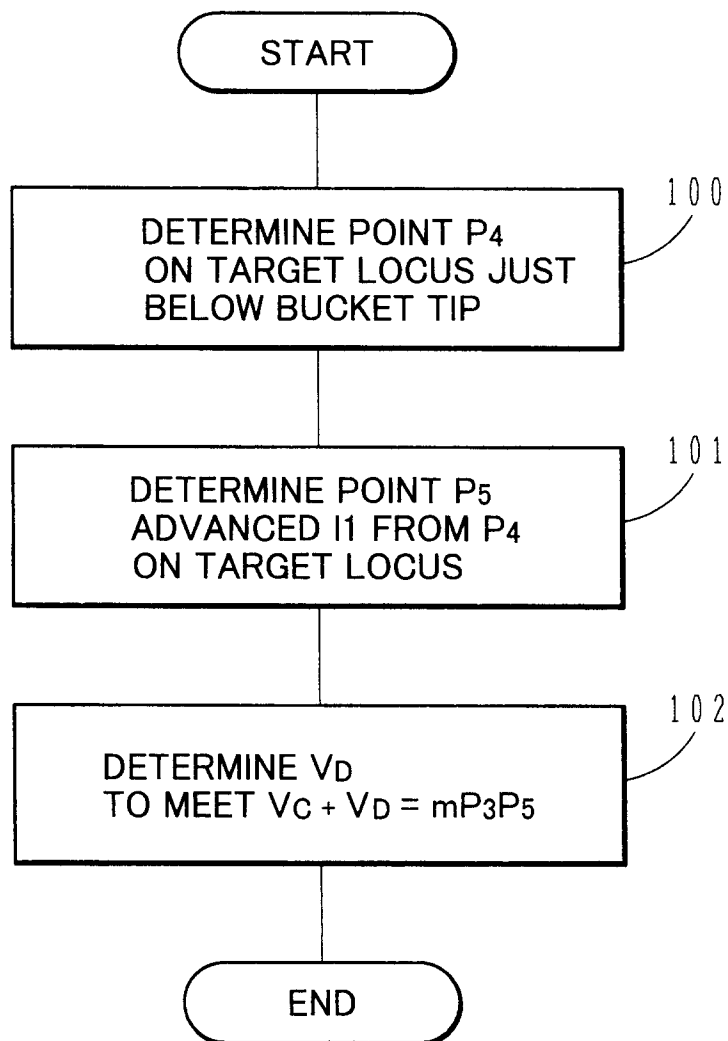 START
100
DETERMINE POINT P4
ON TARGET LOCUS JUST
BELOW BUCKET TIP
101
DETERMINE POINT P5
ADVANCED l1 FROM P4
ON TARGET LOCUS
102
DETERMINE VD
TO MEET VC + VD = mP3P5
END